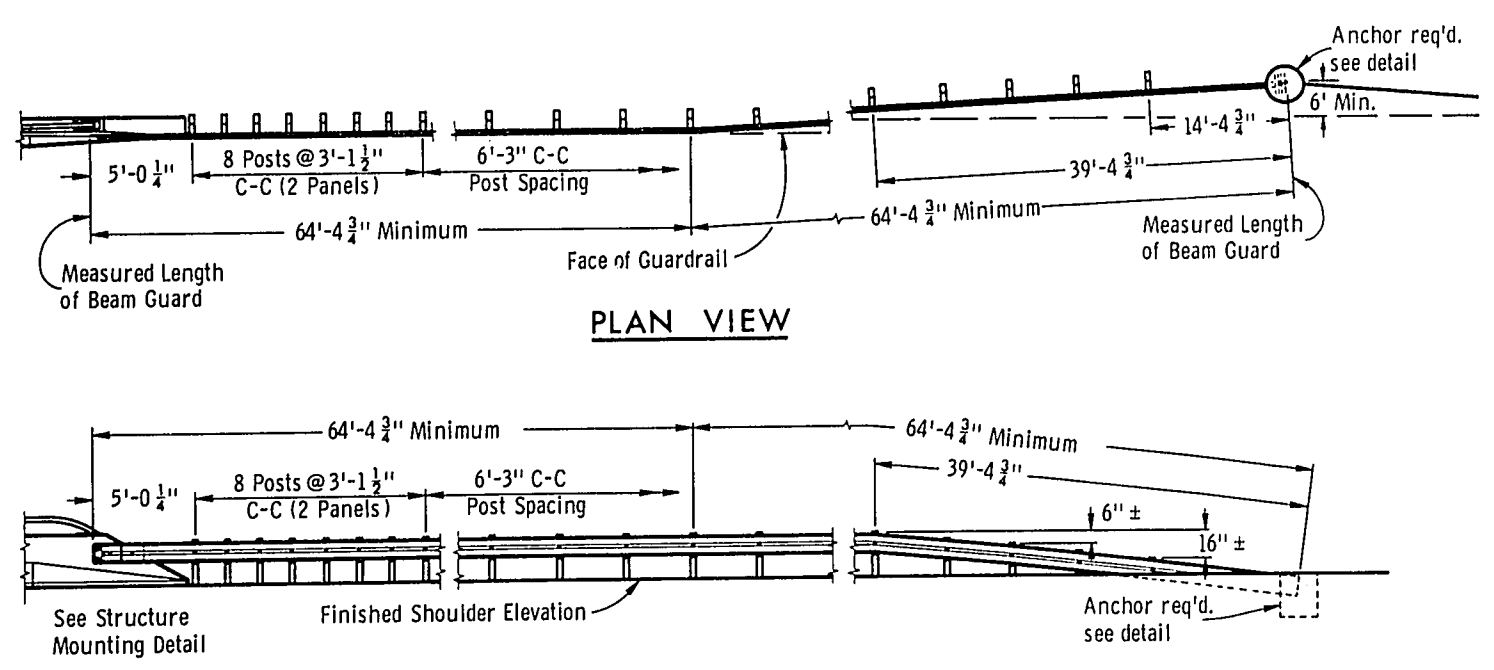 Anchor req'd.
see detail
6' Min.
14'-4 3/4"
5'-0 1/4"
8 Posts @ 3'-1 1/2"
C-C (2 Panels)
6'-3" C-C
Post Spacing
39'-4 3/4"
64'-4 3/4" Minimum
64'-4 3/4" Minimum
Measured Length
of Beam Guard
Face of Guardrail
Measured Length
of Beam Guard
PLAN VIEW
64'-4 3/4" Minimum
64'-4 3/4" Minimum
39'-4 3/4"
5'-0 1/4"
8 Posts @ 3'-1 1/2"
C-C (2 Panels)
6'-3" C-C
Post Spacing
6" ±
16" ±
See Structure
Mounting Detail
Finished Shoulder Elevation
Anchor req'd.
see detail